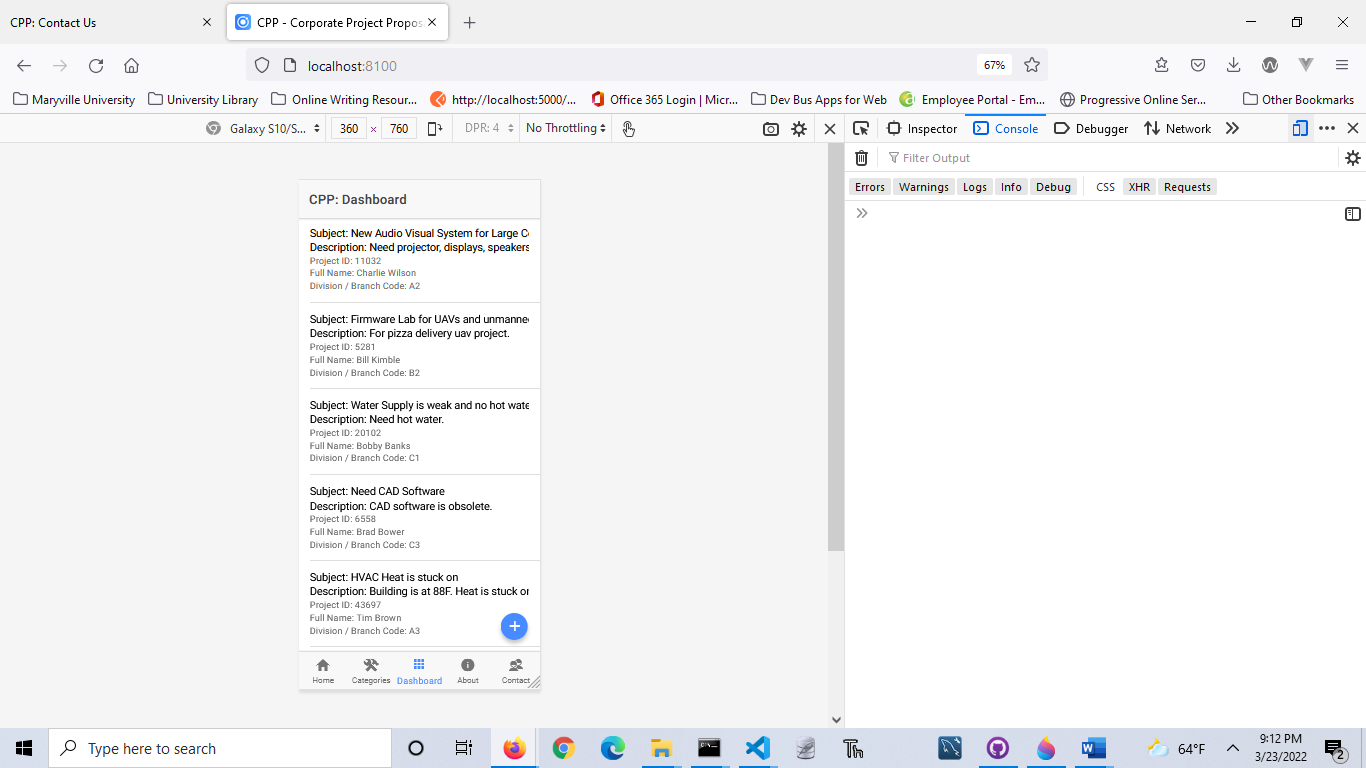 CPP: Contact Us
CPP - Corporate Project Propos
localhost:8100
67%
Maryville University
University Library
Online Writing Resour...
http://localhost:5000/...
Office 365 Login | Micr...
Dev Bus Apps for Web
Employee Portal - Em...
Progressive Online Ser...
Other Bookmarks
Galaxy S10/S...
360 × 760
DPR: 4
No Throttling
Inspector
Console
Debugger
Network
Filter Output
Errors
Warnings
Logs
Info
Debug
CSS
XHR
Requests
CPP: Dashboard
Subject: New Audio Visual System for Large C
Description: Need projector, displays, speakers
Project ID: 11032
Full Name: Charlie Wilson
Division / Branch Code: A2
Subject: Firmware Lab for UAVs and unmanne
Description: For pizza delivery uav project.
Project ID: 5281
Full Name: Bill Kimble
Division / Branch Code: B2
Subject: Water Supply is weak and no hot wate
Description: Need hot water.
Project ID: 20102
Full Name: Bobby Banks
Division / Branch Code: C1
Subject: Need CAD Software
Description: CAD software is obsolete.
Project ID: 6558
Full Name: Brad Bower
Division / Branch Code: C3
Subject: HVAC Heat is stuck on
Description: Building is at 88F. Heat is stuck or
Project ID: 43697
Full Name: Tim Brown
Division / Branch Code: A3
Home
Categories
Dashboard
About
Contact
Type here to search
64°F
9:12 PM
3/23/2022
2